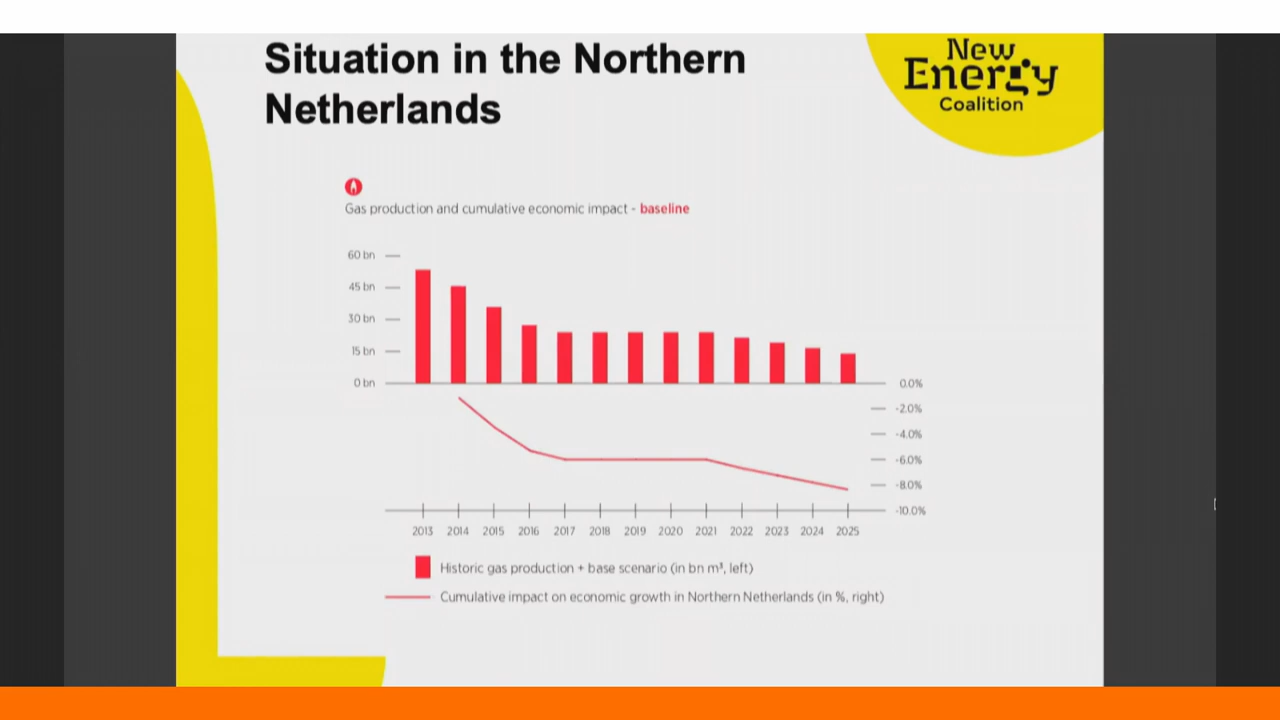 Situation in the Northern
Netherlands
New
Energy
Coalition
Gas production and cumulative economic impact - baseline
60 bn
45 bn
30 bn
15 bn
0 bn
0.0%
-2.0%
-4.0%
-6.0%
-8.0%
-10.0%
2013 2014 2015 2016 2017 2018 2019 2020 2021 2022 2023 2024 2025
Historic gas production + base scenario (in bn m³, left)
Cumulative impact on economic growth in Northern Netherlands (in %, right)